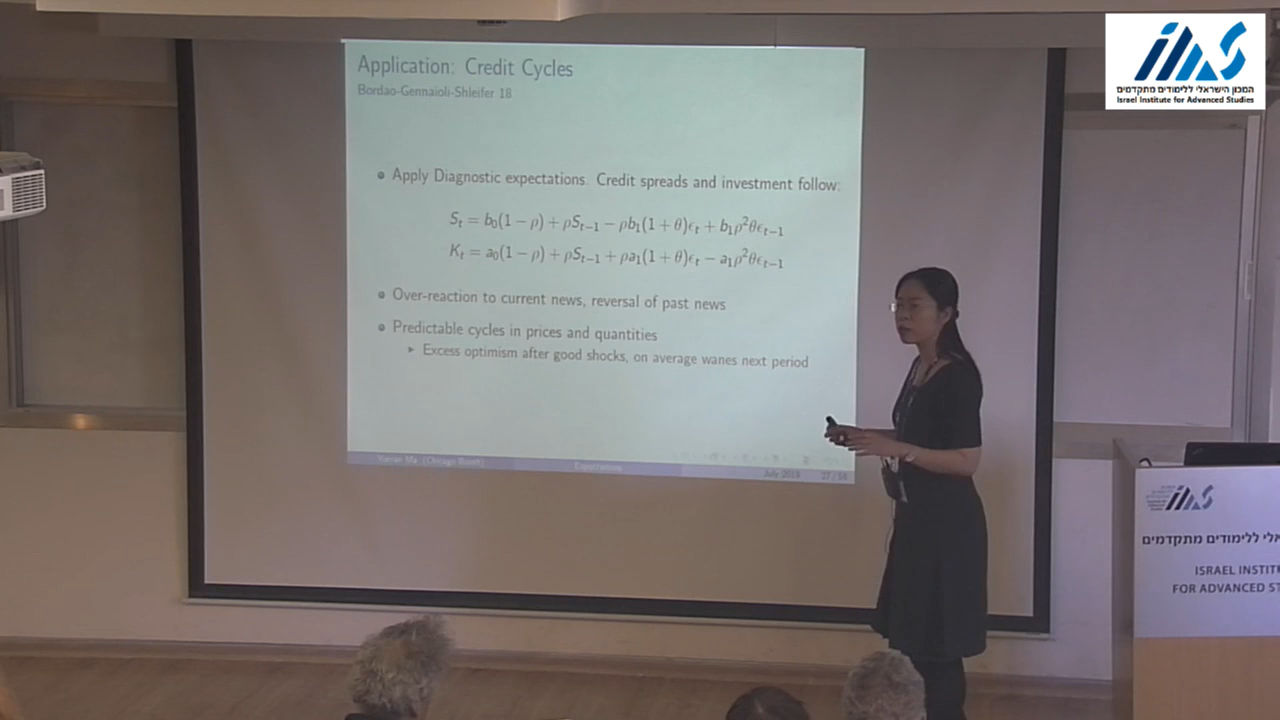 Application: Credit Cycles
Bordao-Gennaioli-Shleifer 18
• Apply Diagnostic expectations. Credit spreads and investment follow:
S_t = b_0(1 − ρ) + ρS_{t−1} − ρb_1(1 + θ)ϵ_t + b_1ρ^2θϵ_{t−1}
K_t = a_0(1 − ρ) + ρS_{t−1} + ρa_1(1 + θ)ϵ_t − a_1ρ^2θϵ_{t−1}
• Over-reaction to current news, reversal of past news
• Predictable cycles in prices and quantities
▶ Excess optimism after good shocks, on average wanes next period
Yueran Ma (Chicago Booth) Expectations July 2019 27 / 56
המכון הישראלי ללימודים מתקדמים
Israel Institute for Advanced Studies
אלי ללימודים מתקדמים
ISRAEL INSTIT
FOR ADVANCED ST